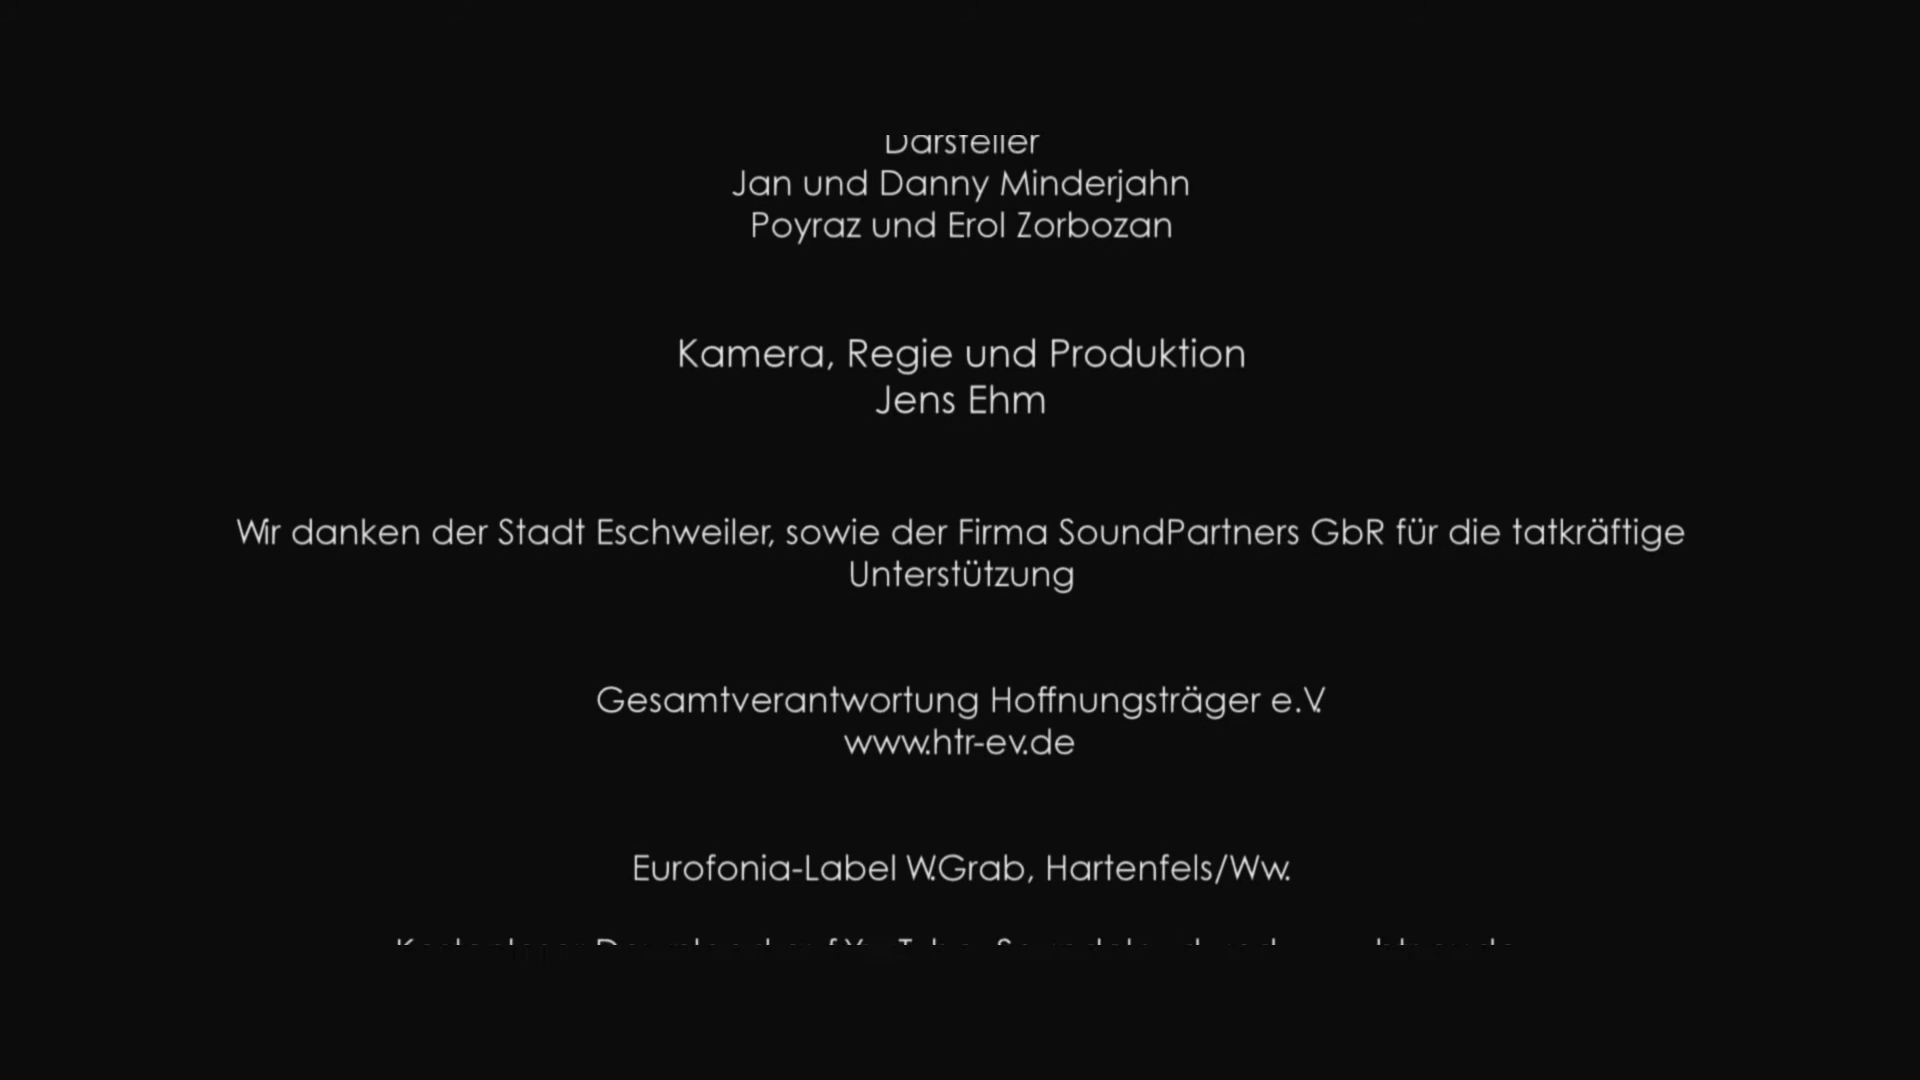 Darsteller
Jan und Danny Minderjahn
Poyraz und Erol Zorbozan
Kamera, Regie und Produktion
Jens Ehm
Wir danken der Stadt Eschweiler, sowie der Firma SoundPartners GbR für die tatkräftige
Unterstützung
Gesamtverantwortung Hoffnungsträger e.V.
www.htr-ev.de
Eurofonia-Label W.Grab, Hartenfels/Ww.